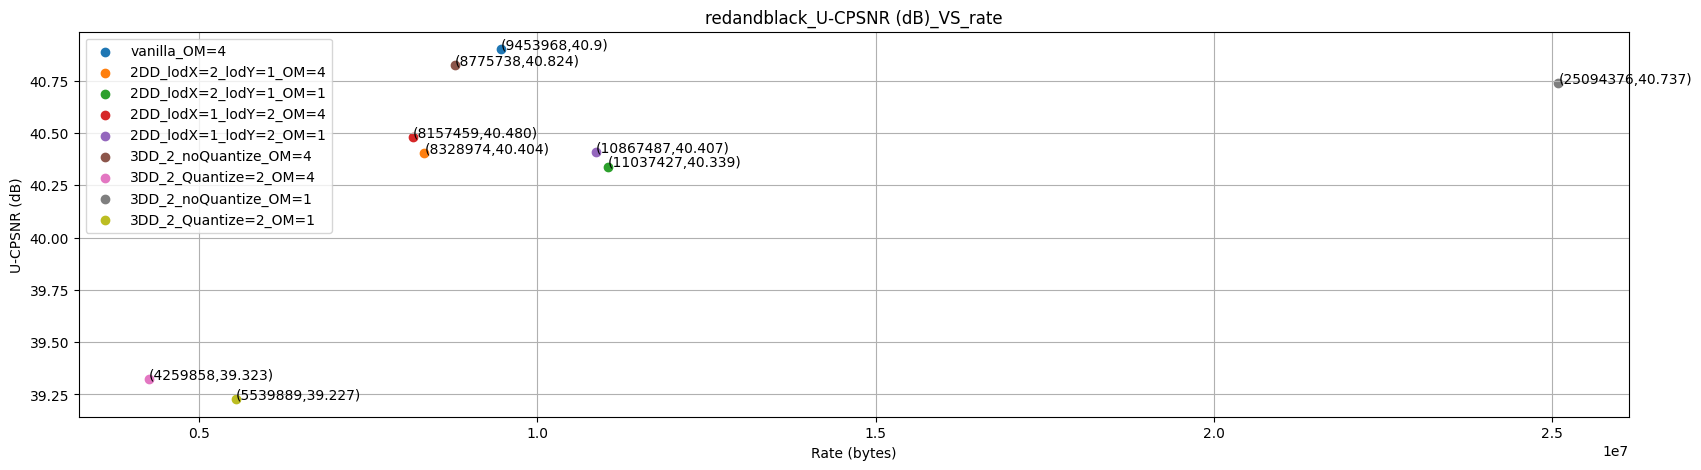 redandblack_U-CPSNR (dB)_VS_rate
vanilla_OM=4
2DD_lodX=2_lodY=1_OM=4
2DD_lodX=2_lodY=1_OM=1
2DD_lodX=1_lodY=2_OM=4
2DD_lodX=1_lodY=2_OM=1
3DD_2_noQuantize_OM=4
3DD_2_Quantize=2_OM=4
3DD_2_noQuantize_OM=1
3DD_2_Quantize=2_OM=1
(9453968,40.9)
(8775738,40.824)
(25094376,40.737)
(8157459,40.480)
(8328974,40.404)
(10867487,40.407)
(11037427,40.339)
(4259858,39.323)
(5539889,39.227)
U-CPSNR (dB)
40.75
40.50
40.25
40.00
39.75
39.50
39.25
0.5
1.0
1.5
2.0
2.5
1e7
Rate (bytes)